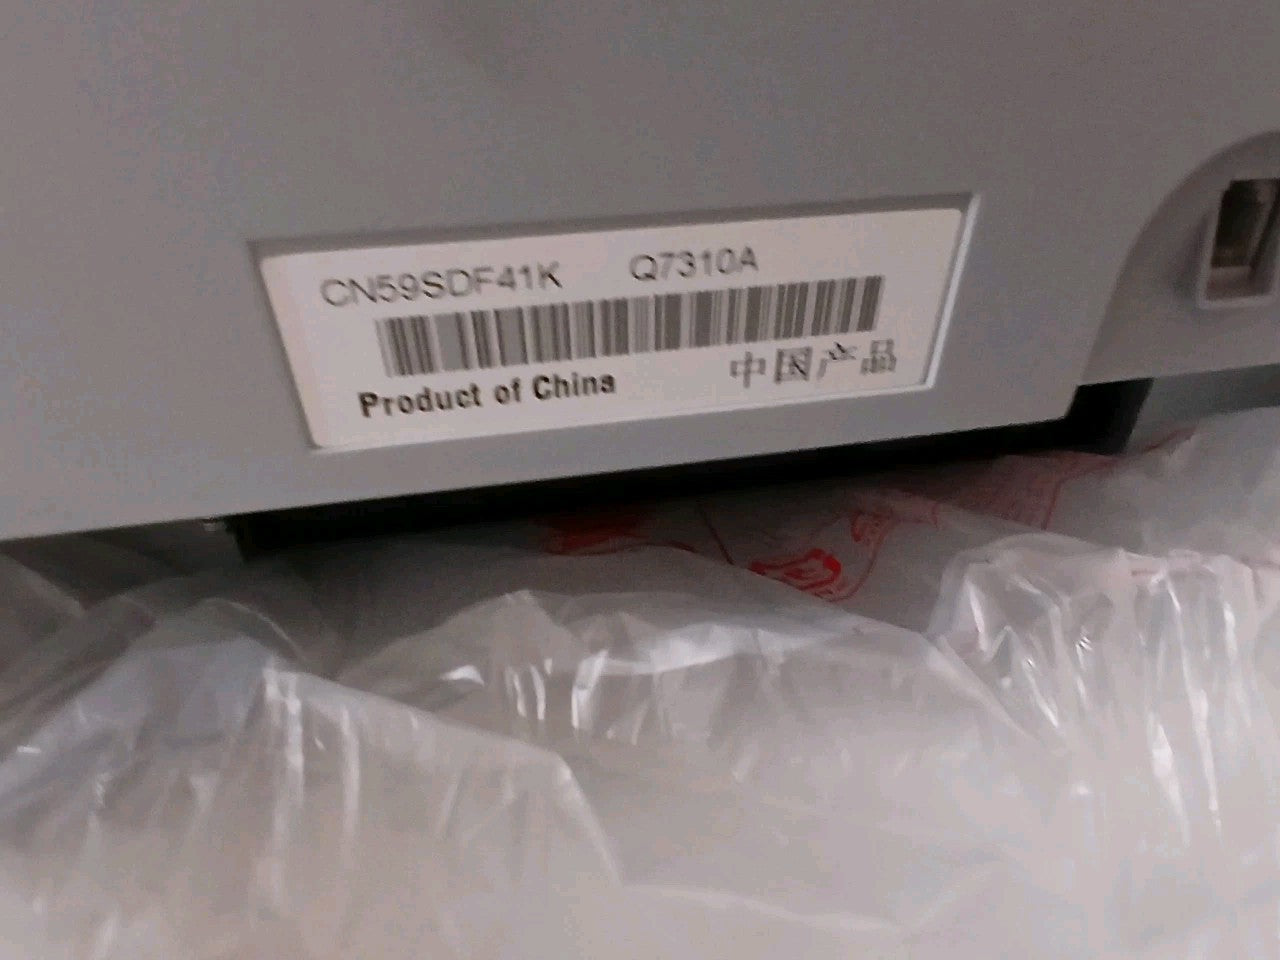 CN59SDF41K Q7310A
Product of China 中国产品